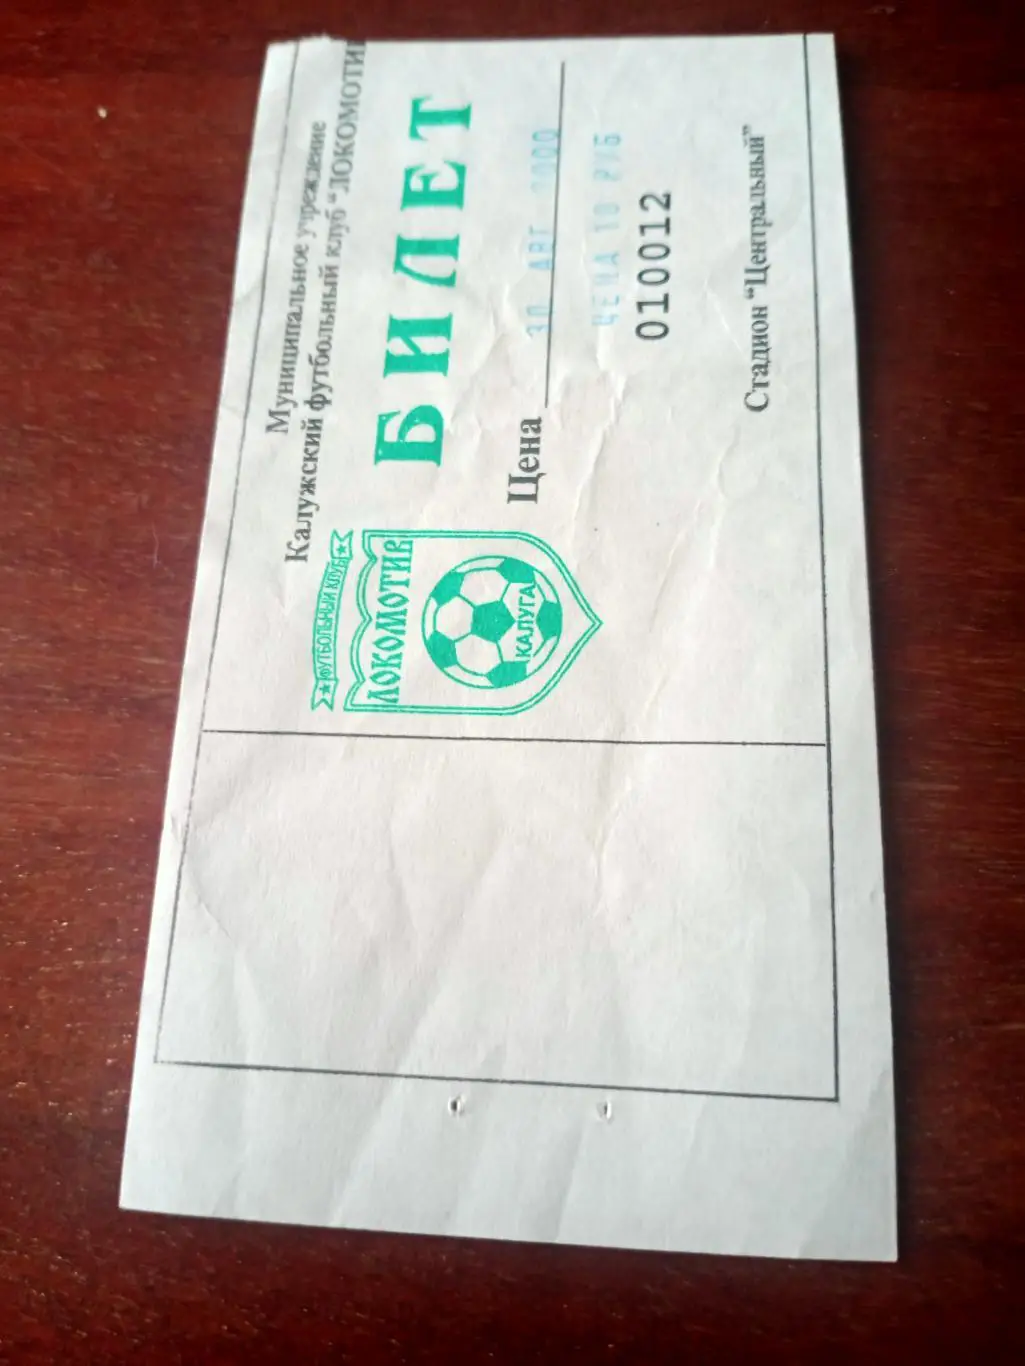 Муниципальное учреждение
Калужский футбольный клуб "ЛОКОМОТИВ
БИЛЕТ
ФУТБОЛЬНЫЙ КЛУБ
ЛОКОМОТИВ
КАЛУГА
Цена
30 АВГ 2000
ЦЕНА 10 РУБ
010012
Стадион "Центральный"